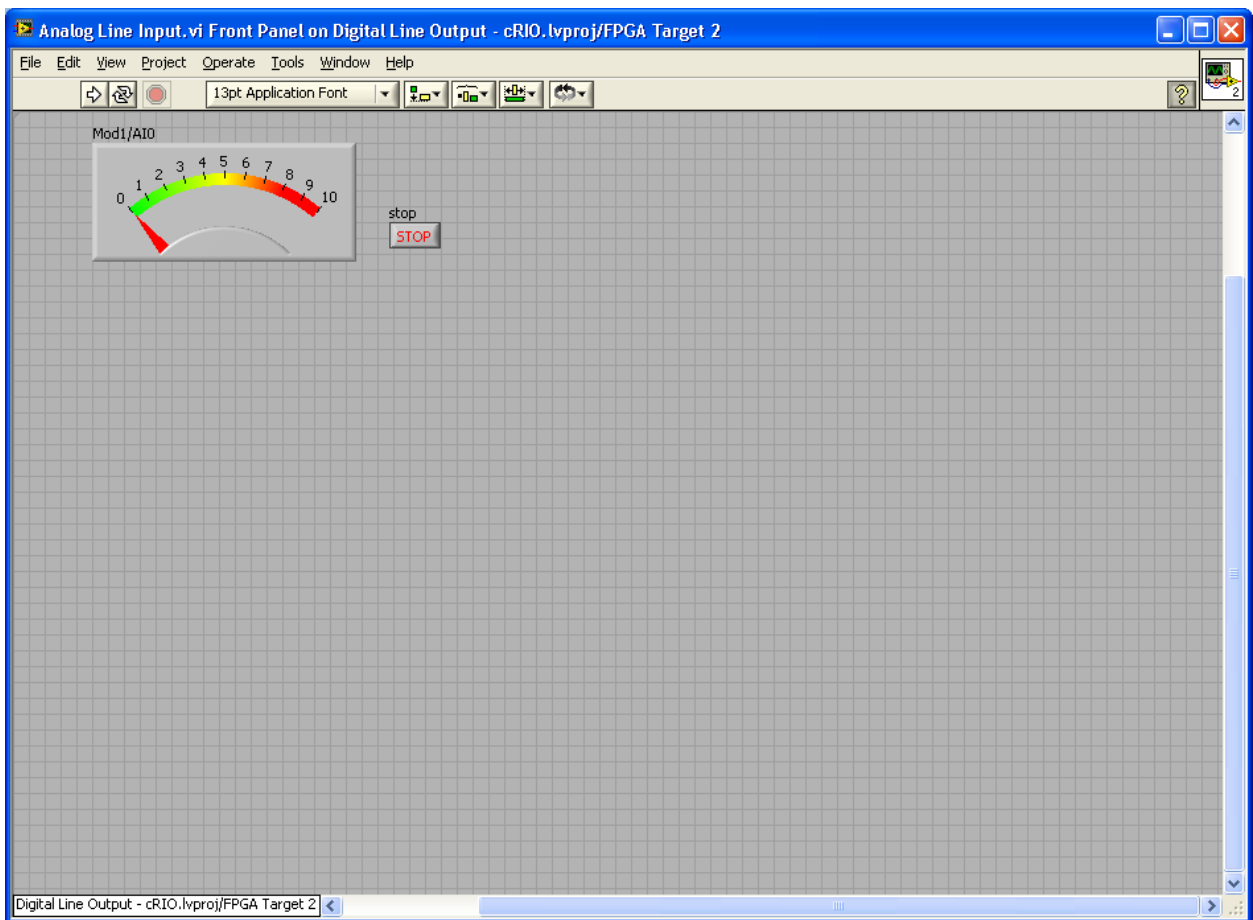 Analog Line Input.vi Front Panel on Digital Line Output - cRIO.lvproj/FPGA Target 2
File Edit View Project Operate Tools Window Help
13pt Application Font
?
2
Mod1/AI0
0 1 2 3 4 5 6 7 8 9 10
stop
STOP
Digital Line Output - cRIO.lvproj/FPGA Target 2